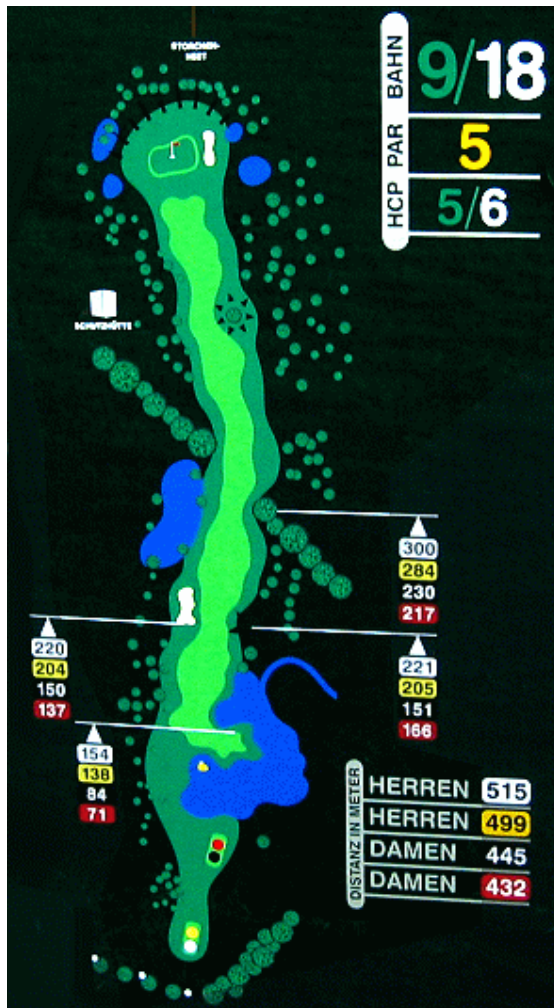 STORCHEN-
NEST
BAHN 9/18
PAR 5
HCP 5/6
SCHUTZHÜTTE
300
284
230
217
220
204
150
137
221
205
151
166
154
138
84
71
DISTANZ IN METER
HERREN 515
HERREN 499
DAMEN 445
DAMEN 432